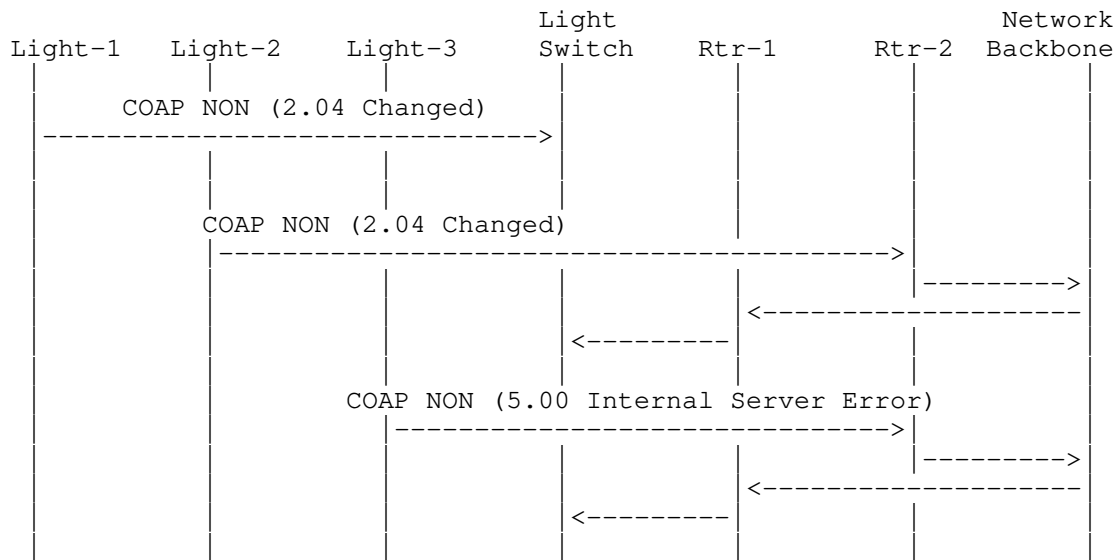 Light Network
Light-1 Light-2 Light-3 Switch Rtr-1 Rtr-2 Backbone
COAP NON (2.04 Changed)
COAP NON (2.04 Changed)
COAP NON (5.00 Internal Server Error)